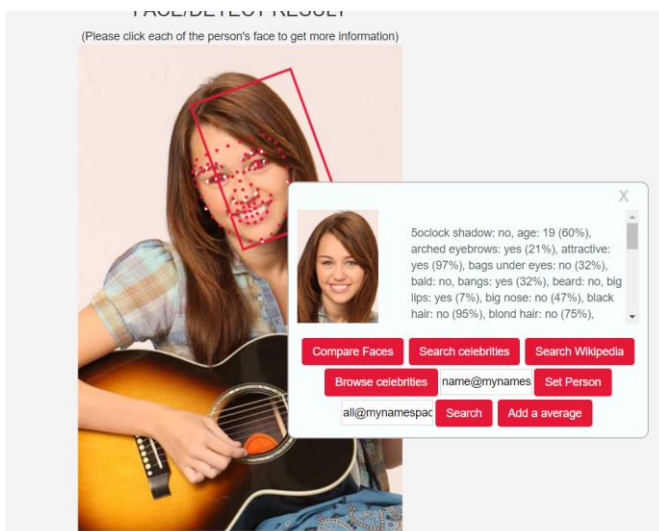 FACE/DETECT RESULT
(Please click each of the person's face to get more information)
X
5oclock shadow: no, age: 19 (60%),
arched eyebrows: yes (21%), attractive:
yes (97%), bags under eyes: no (32%),
bald: no, bangs: yes (32%), beard: no, big
lips: yes (7%), big nose: no (47%), black
hair: no (95%), blond hair: no (75%),
Compare Faces Search celebrities Search Wikipedia
Browse celebrities name@mynames Set Person
all@mynamespac Search Add a average